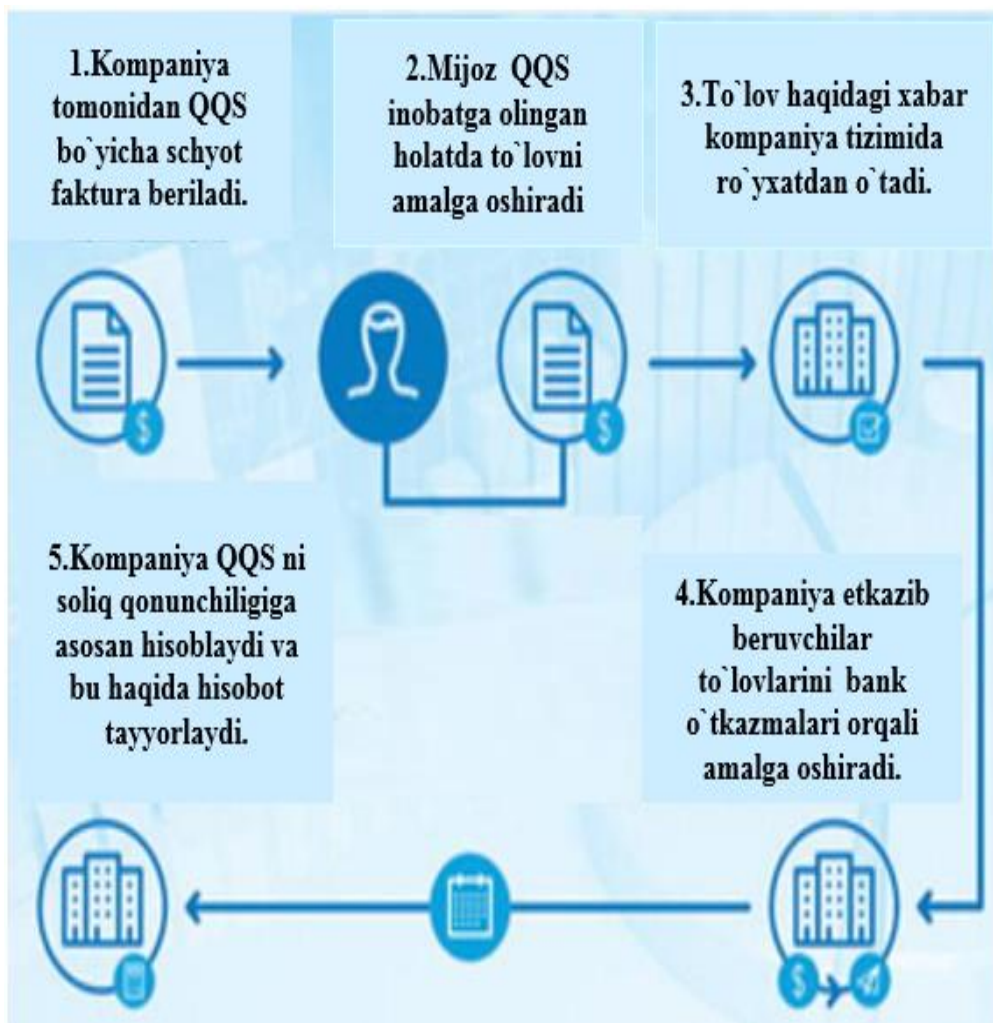 1.Kompaniya
tomonidan QQS
bo`yicha schyot
faktura beriladi.
2.Mijoz QQS
inobatga olingan
holatda to`lovni
amalga oshiradi
3.To`lov haqidagi xabar
kompaniya tizimida
ro`yxatdan o`tadi.
$
$
4.Kompaniya etkazib
beruvchilar
to`lovlarini bank
o`tkazmalari orqali
amalga oshiradi.
5.Kompaniya QQS ni
soliq qonunchiligiga
asosan hisoblaydi va
bu haqida hisobot
tayyorlaydi.
$